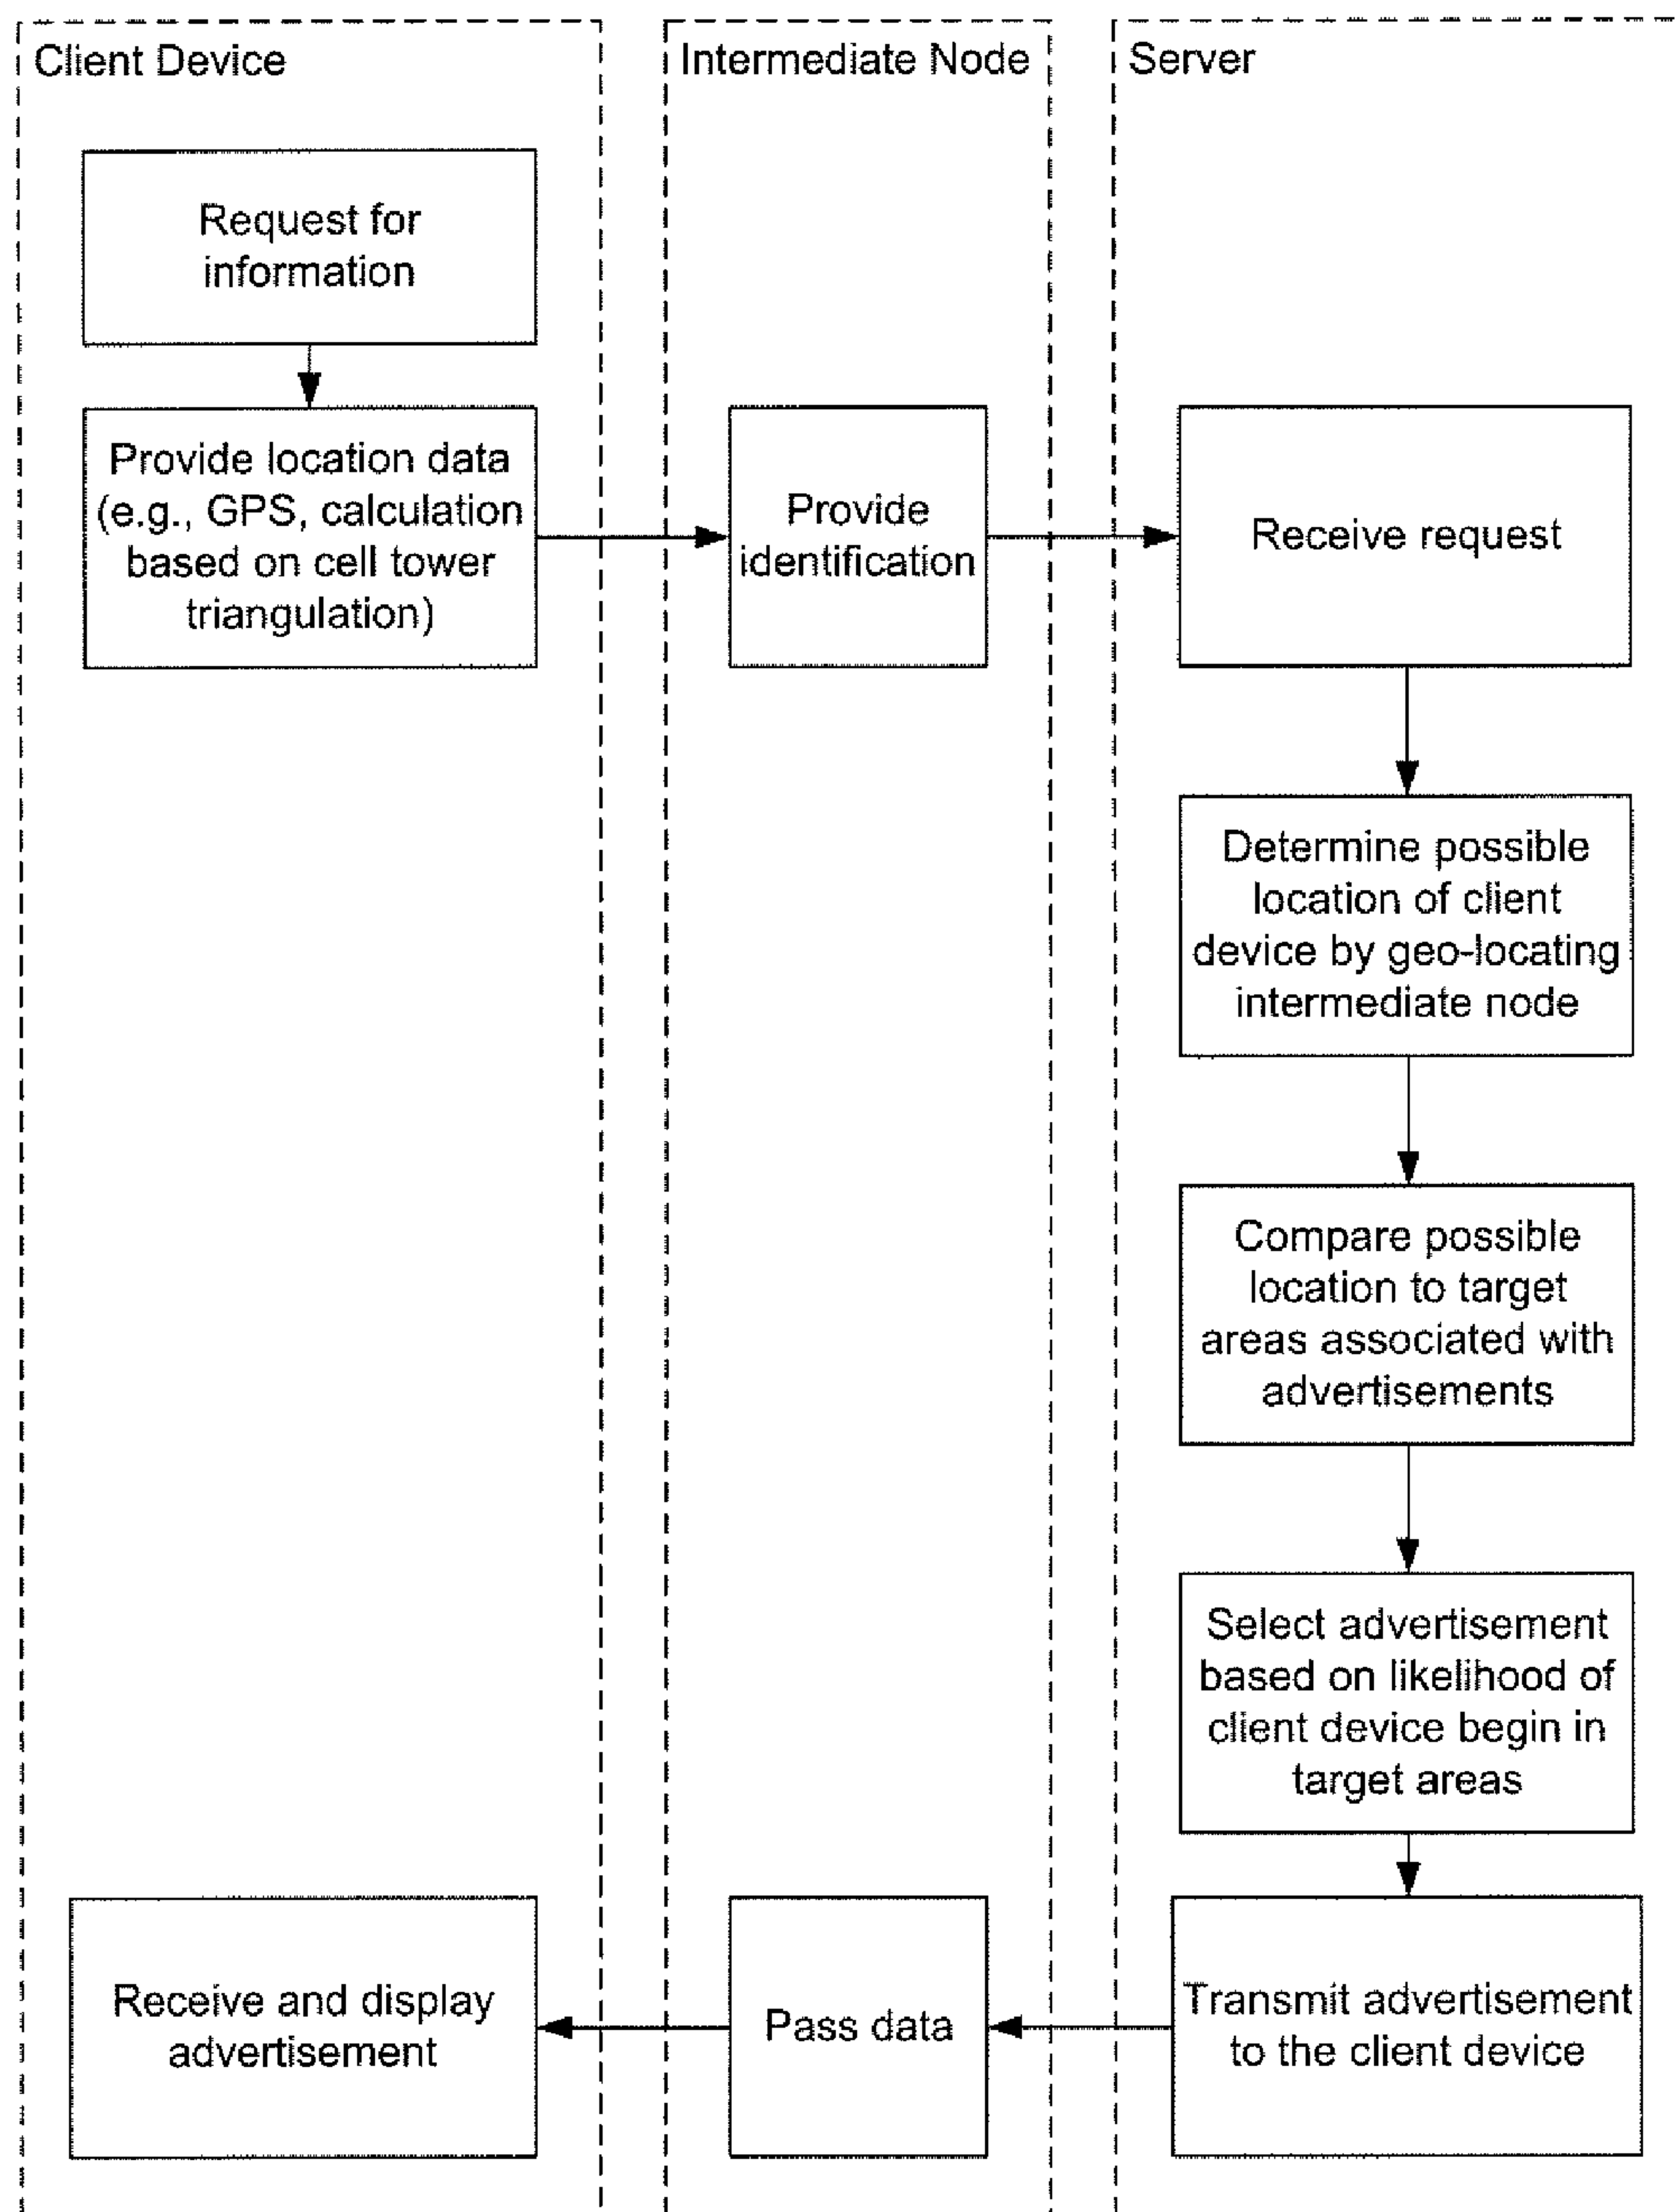 Client Device
Intermediate Node
Server
Request for
information
Provide location data
(e.g., GPS, calculation
based on cell tower
triangulation)
Provide
identification
Receive request
Determine possible
location of client
device by geo-locating
intermediate node
Compare possible
location to target
areas associated with
advertisements
Select advertisement
based on likelihood of
client device begin in
target areas
Transmit advertisement
to the client device
Pass data
Receive and display
advertisement